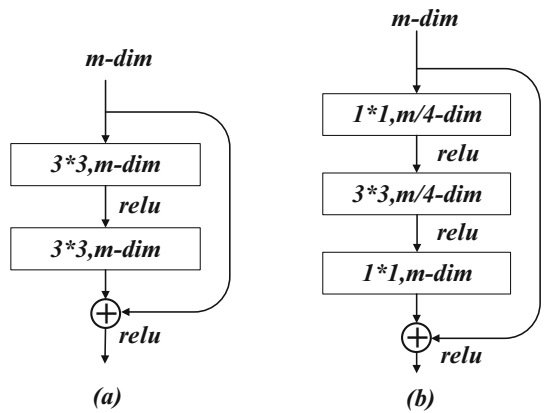 m-dim
3*3,m-dim
relu
3*3,m-dim
relu
(a)
m-dim
1*1,m/4-dim
relu
3*3,m/4-dim
relu
1*1,m-dim
relu
(b)